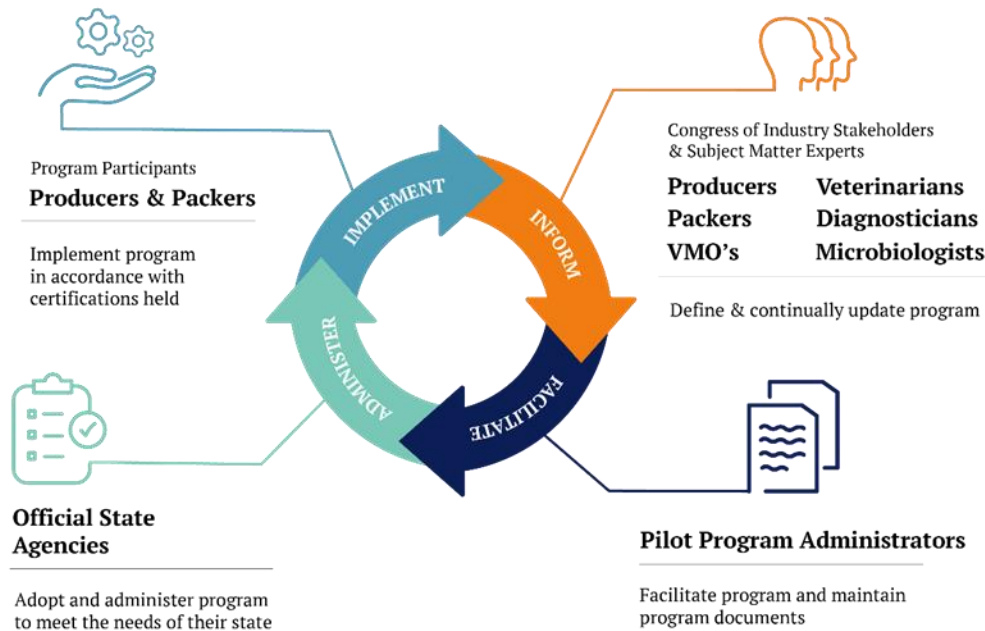 Program Participants
Producers & Packers
Implement program
in accordance with
certifications held
IMPLEMENT
INFORM
FACILITATE
ADMINISTER
Congress of Industry Stakeholders
& Subject Matter Experts
Producers Veterinarians
Packers Diagnosticians
VMO’s Microbiologists
Define & continually update program
Official State
Agencies
Adopt and administer program
to meet the needs of their state
Pilot Program Administrators
Facilitate program and maintain
program documents